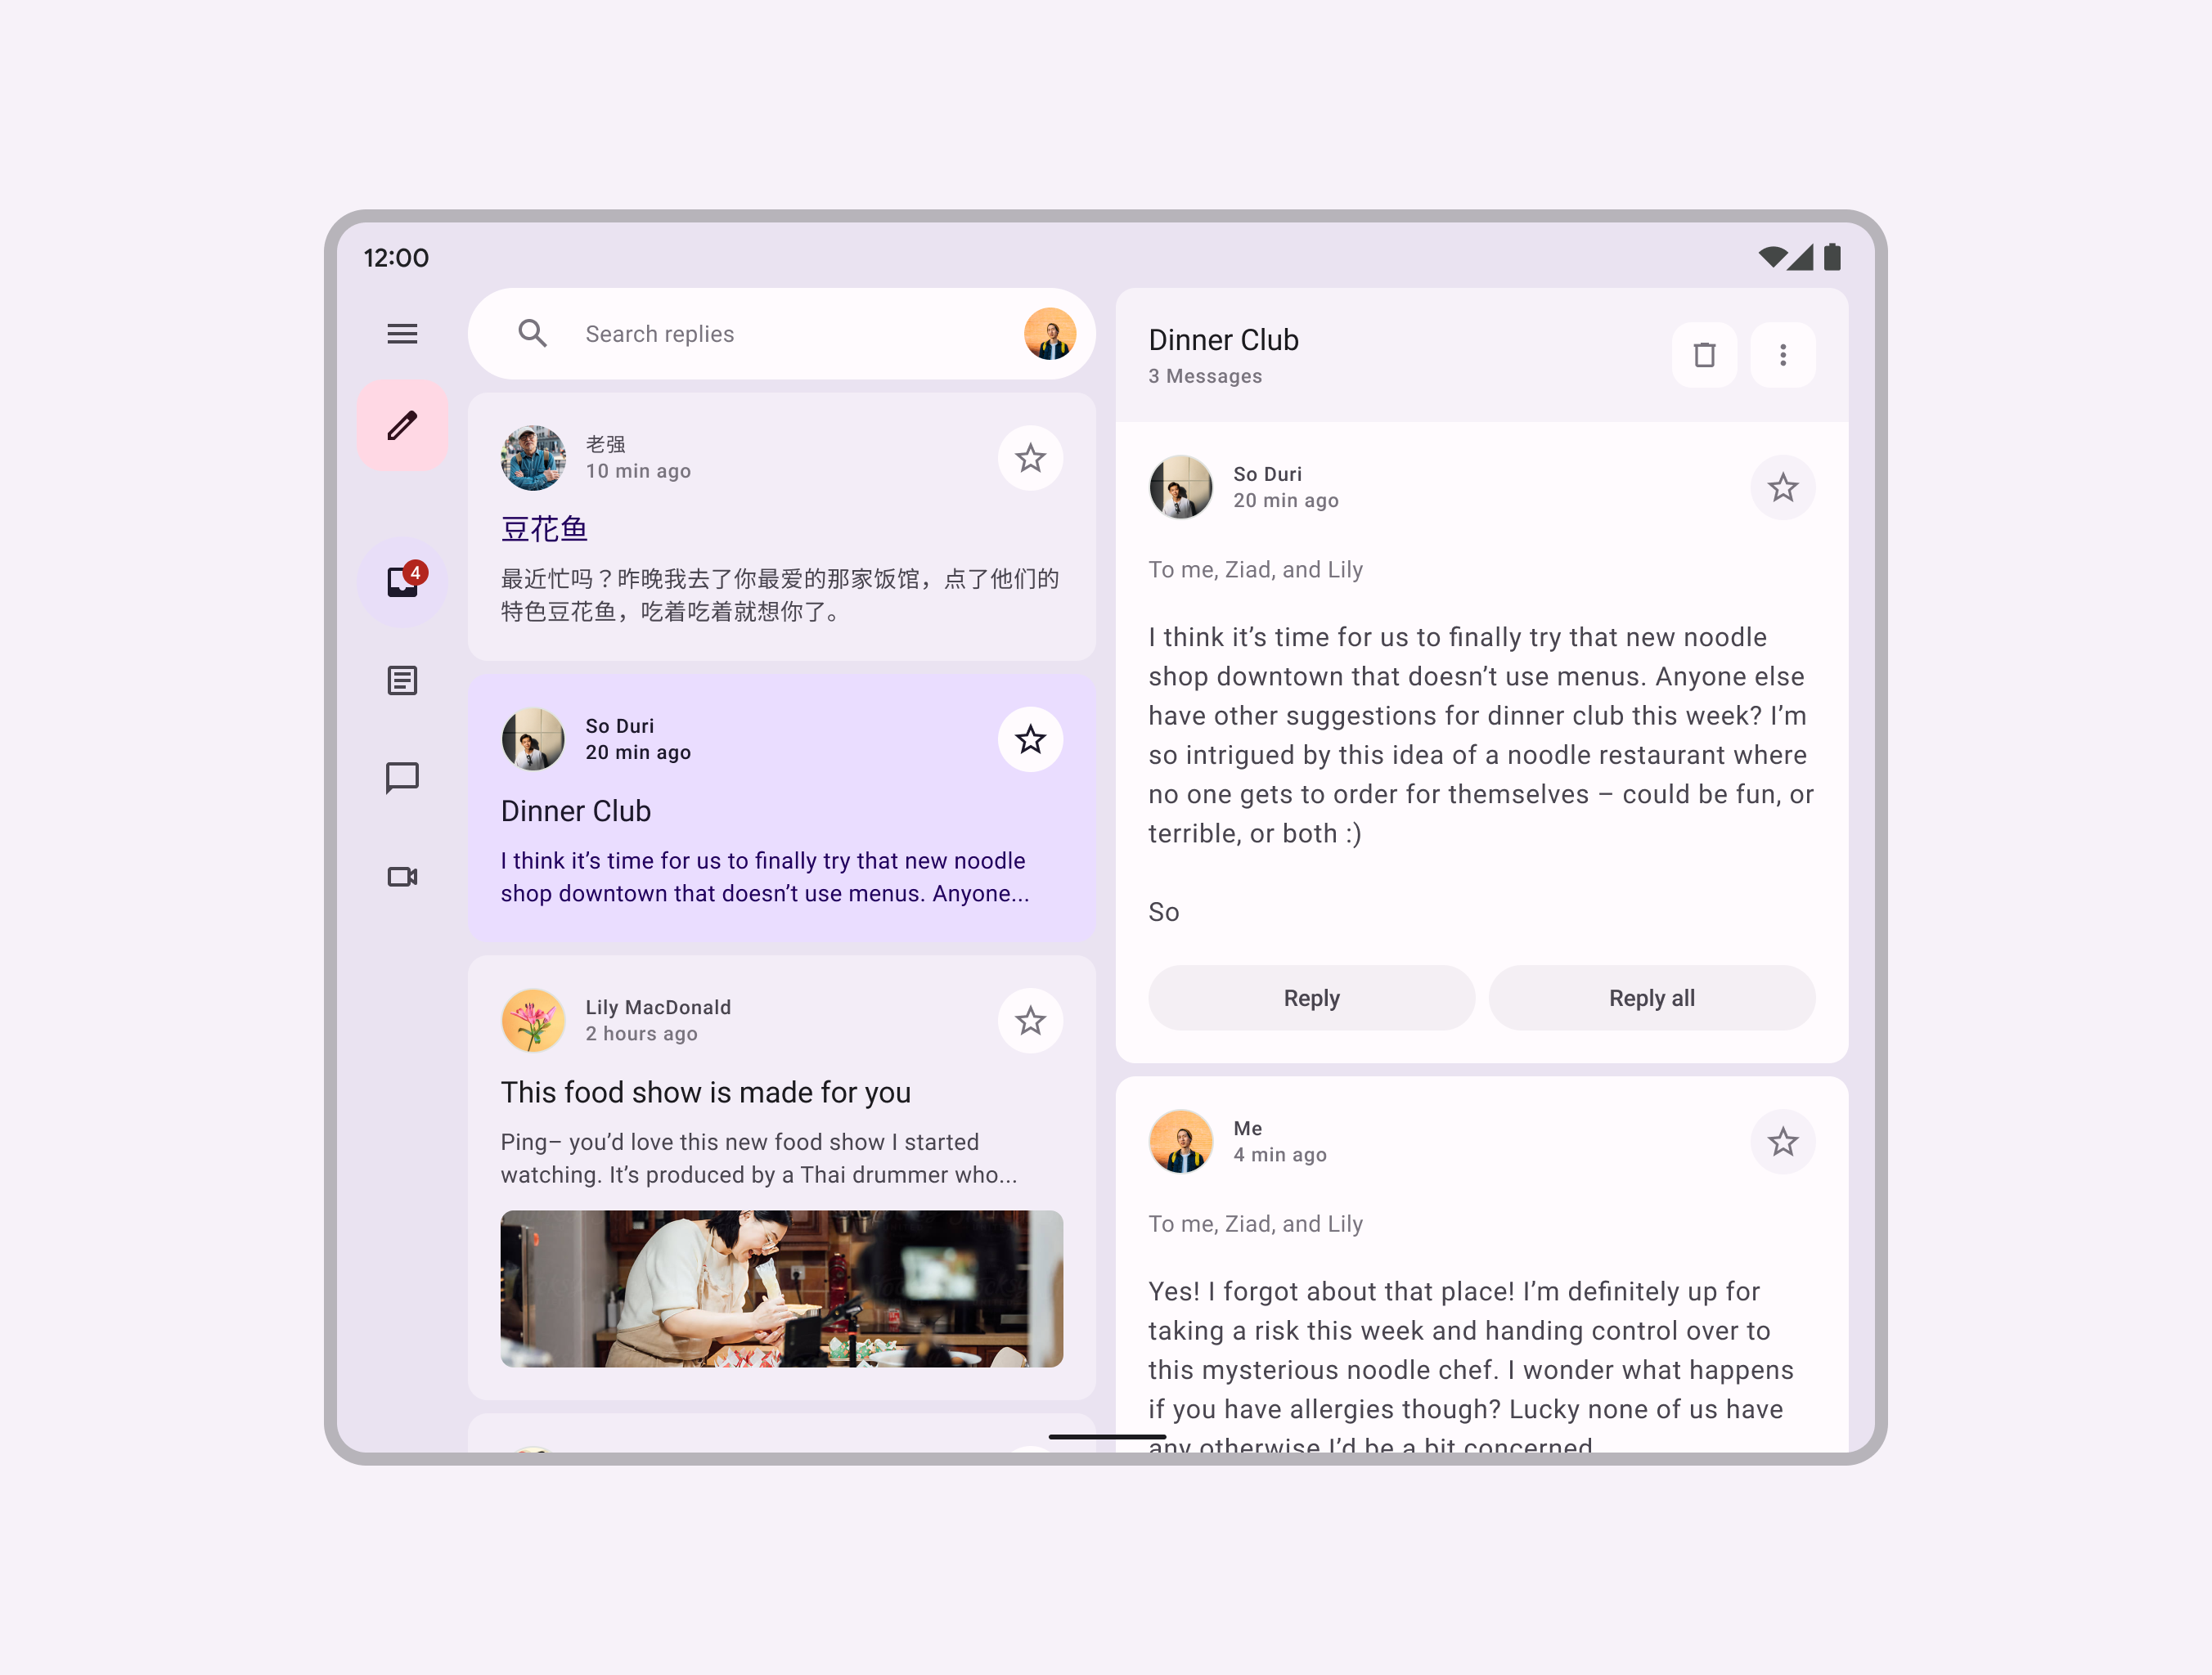 12:00
Search replies
老强
10 min ago
豆花鱼
最近忙吗？昨晚我去了你最爱的那家饭馆，点了他们的
特色豆花鱼，吃着吃着就想你了。
4
So Duri
20 min ago
Dinner Club
I think it’s time for us to finally try that new noodle
shop downtown that doesn’t use menus. Anyone...
Lily MacDonald
2 hours ago
This food show is made for you
Ping– you’d love this new food show I started
watching. It’s produced by a Thai drummer who...
Dinner Club
3 Messages
So Duri
20 min ago
To me, Ziad, and Lily
I think it’s time for us to finally try that new noodle
shop downtown that doesn’t use menus. Anyone else
have other suggestions for dinner club this week? I’m
so intrigued by this idea of a noodle restaurant where
no one gets to order for themselves – could be fun, or
terrible, or both :)
So
Reply
Reply all
Me
4 min ago
To me, Ziad, and Lily
Yes! I forgot about that place! I’m definitely up for
taking a risk this week and handing control over to
this mysterious noodle chef. I wonder what happens
if you have allergies though? Lucky none of us have
any otherwise I’d be a bit concerned